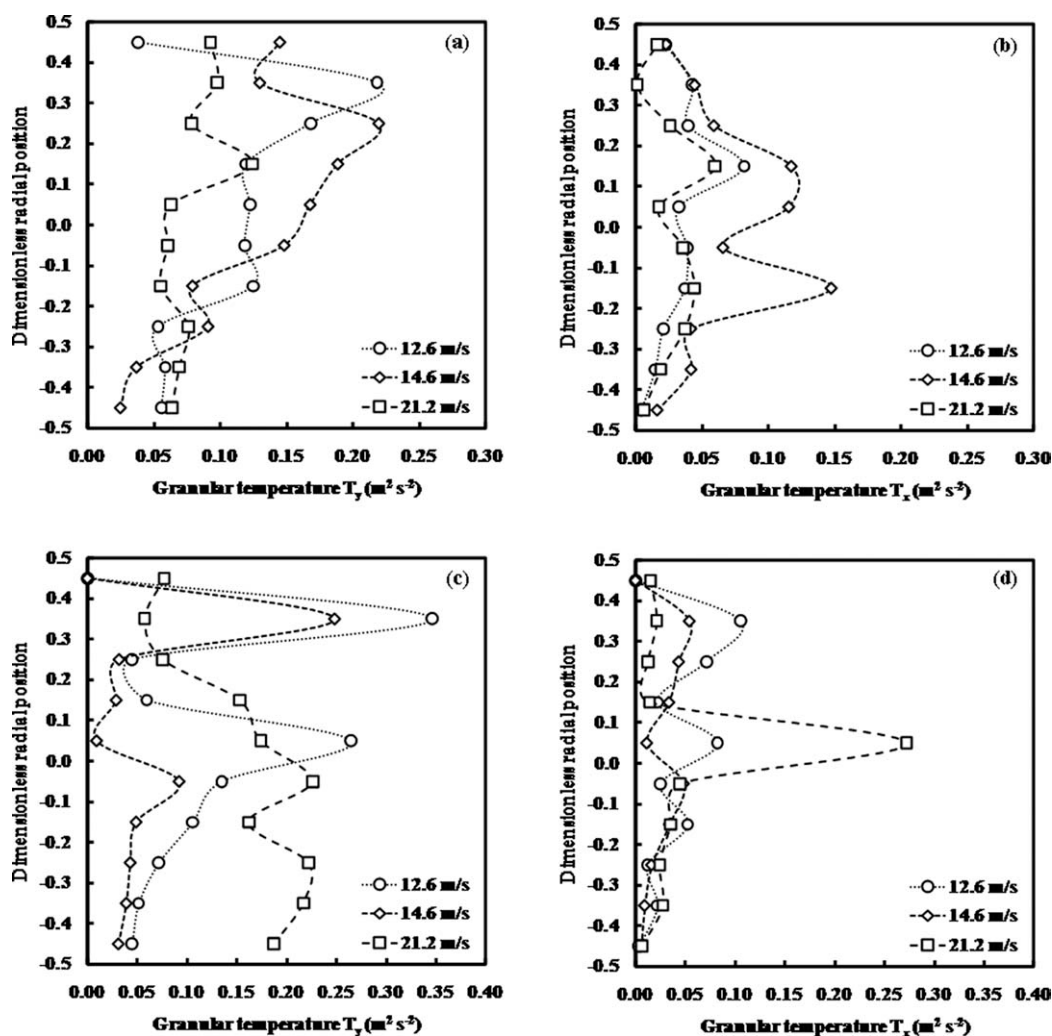 0.5
(a)
0.4
0.3
0.2
0.1
0.0
-0.1
-0.2
-0.3
-0.4
-0.5
Dimensionless radial position
12.6 m/s
14.6 m/s
21.2 m/s
0.00 0.05 0.10 0.15 0.20 0.25 0.30
Granular temperature Ty (m² s⁻²)
0.5
(b)
0.4
0.3
0.2
0.1
0.0
-0.1
-0.2
-0.3
-0.4
-0.5
Dimensionless radial position
12.6 m/s
14.6 m/s
21.2 m/s
0.00 0.05 0.10 0.15 0.20 0.25 0.30
Granular temperature Tx (m² s⁻²)
0.5
(c)
0.4
0.3
0.2
0.1
0.0
-0.1
-0.2
-0.3
-0.4
-0.5
Dimensionless radial position
12.6 m/s
14.6 m/s
21.2 m/s
0.00 0.05 0.10 0.15 0.20 0.25 0.30 0.35 0.40
Granular temperature Ty (m² s⁻²)
0.5
(d)
0.4
0.3
0.2
0.1
0.0
-0.1
-0.2
-0.3
-0.4
-0.5
Dimensionless radial position
12.6 m/s
14.6 m/s
21.2 m/s
0.00 0.05 0.10 0.15 0.20 0.25 0.30 0.35 0.40
Granular temperature Tx (m² s⁻²)